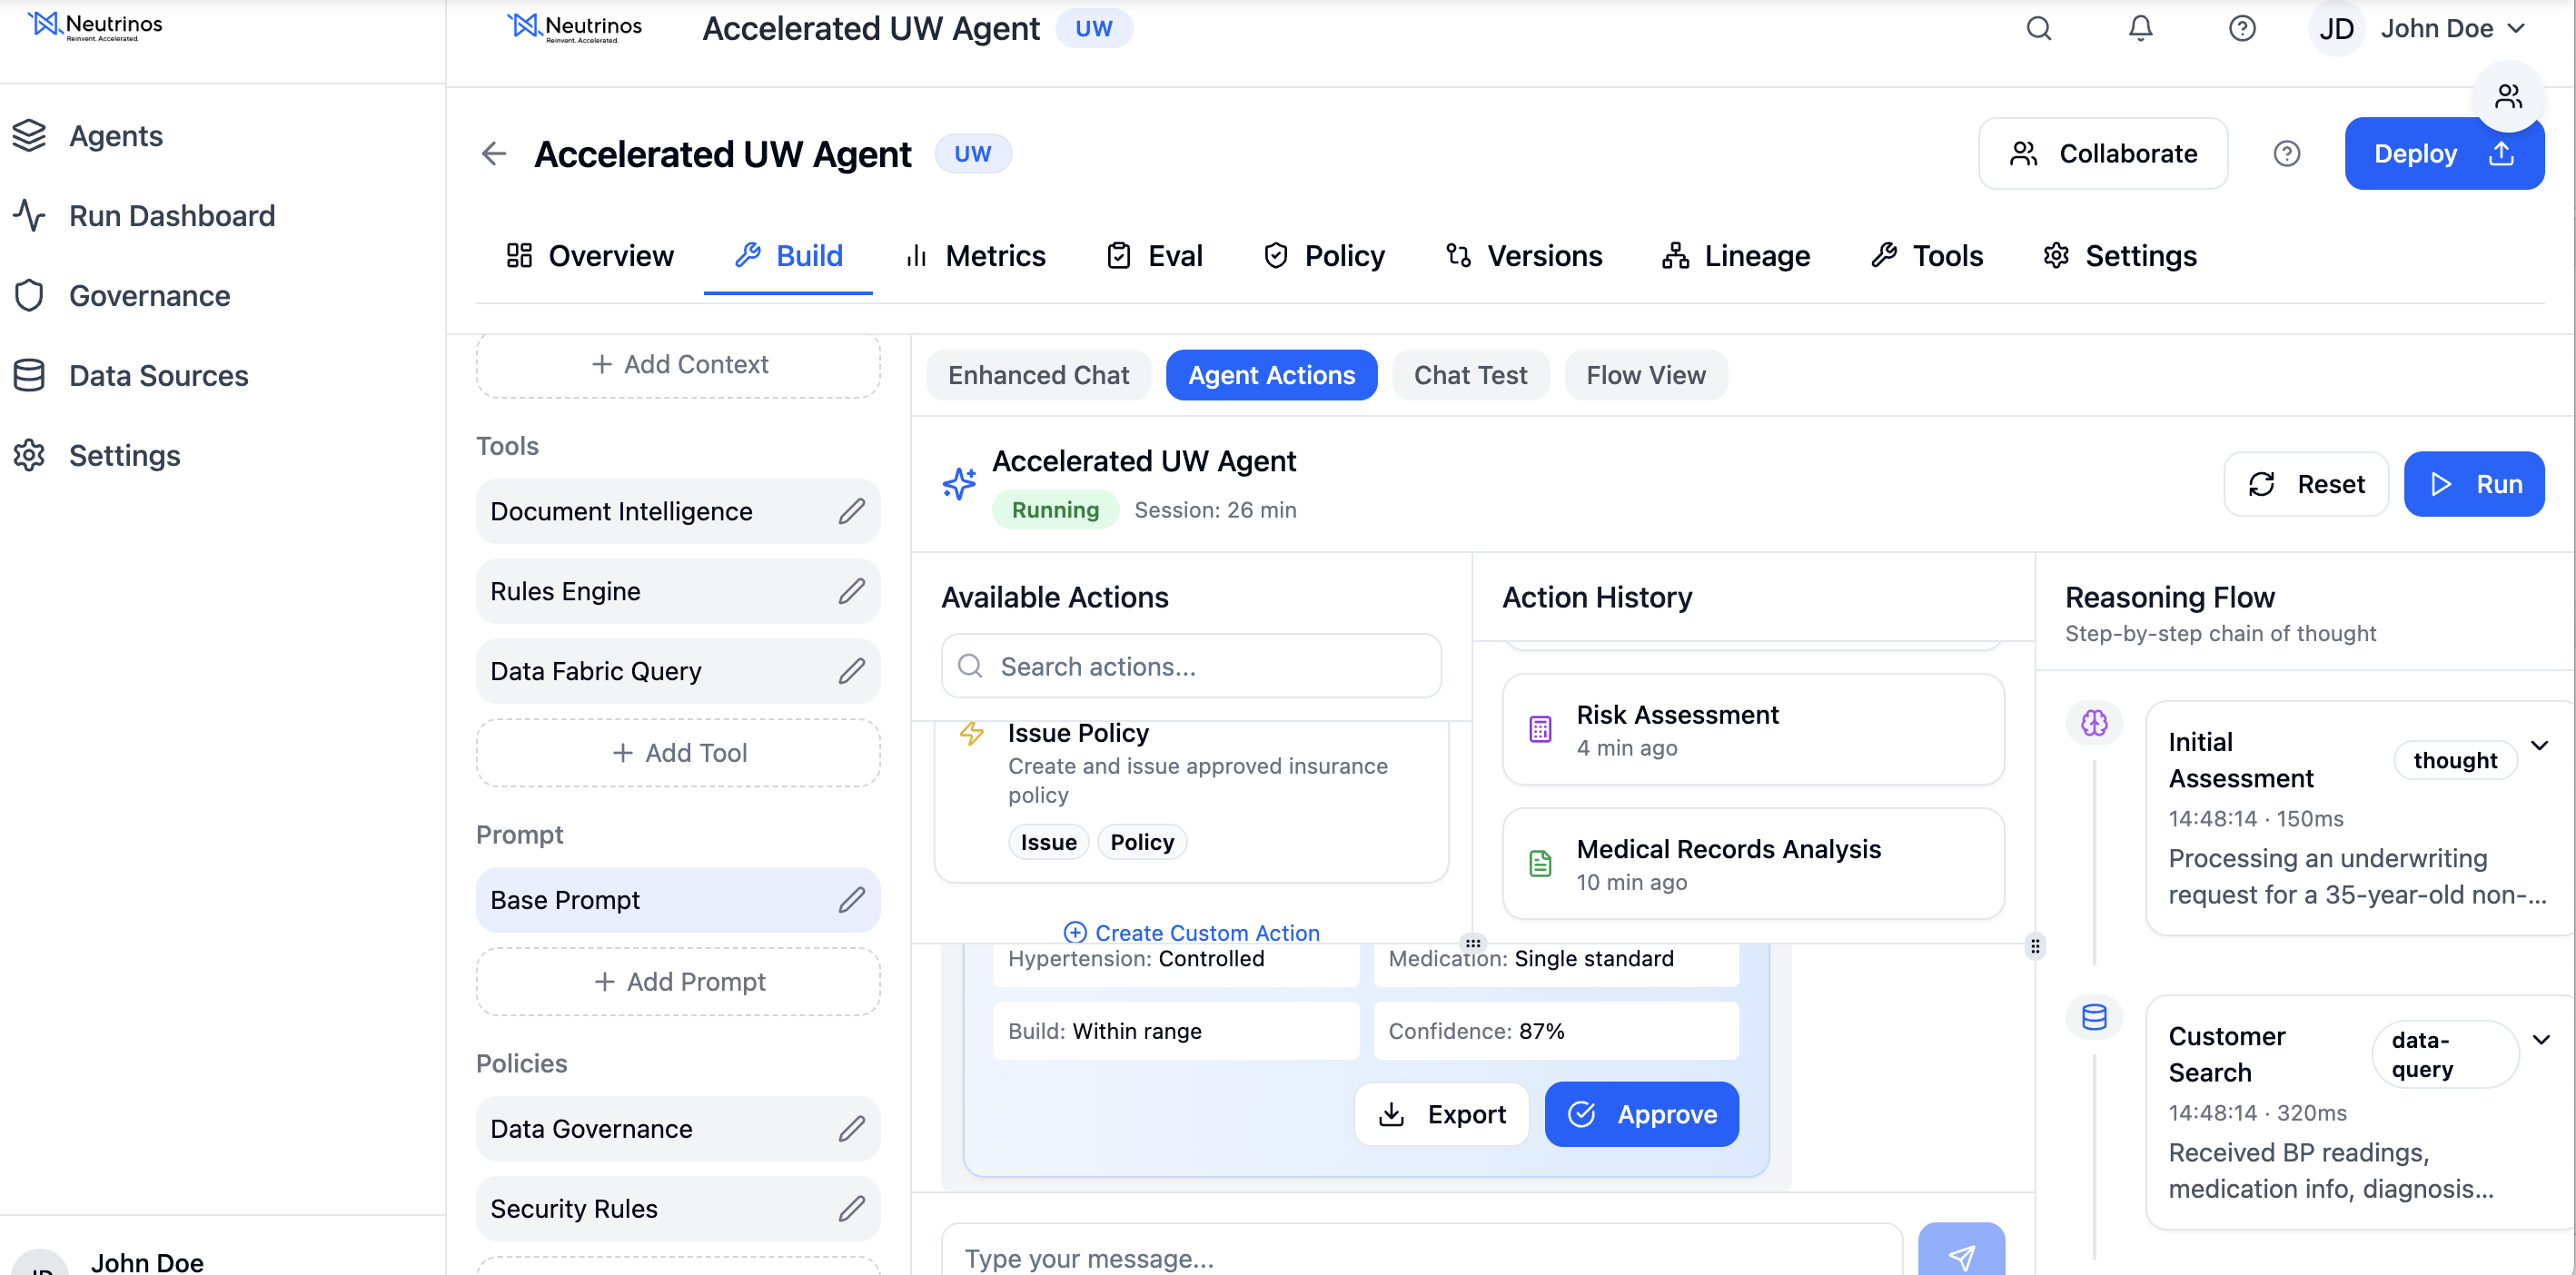 Neutrinos
Reinvent. Accelerated.
Agents
Run Dashboard
Governance
Data Sources
Settings
John Doe
Neutrinos
Reinvent. Accelerated.
Accelerated UW Agent UW
JD John Doe
Accelerated UW Agent UW
Collaborate
Deploy
Overview Build Metrics Eval Policy Versions Lineage Tools Settings
+ Add Context
Tools
Document Intelligence
Rules Engine
Data Fabric Query
+ Add Tool
Prompt
Base Prompt
+ Add Prompt
Policies
Data Governance
Security Rules
Enhanced Chat Agent Actions Chat Test Flow View
Accelerated UW Agent
Running Session: 26 min
Reset Run
Available Actions
Search actions...
Issue Policy
Create and issue approved insurance
policy
Issue Policy
Create Custom Action
Action History
Risk Assessment
4 min ago
Medical Records Analysis
10 min ago
Hypertension: Controlled
Medication: Single standard
Build: Within range
Confidence: 87%
Export Approve
Type your message...
Reasoning Flow
Step-by-step chain of thought
Initial
Assessment
thought
14:48:14 · 150ms
Processing an underwriting
request for a 35-year-old non-...
Customer
Search
data-
query
14:48:14 · 320ms
Received BP readings,
medication info, diagnosis...